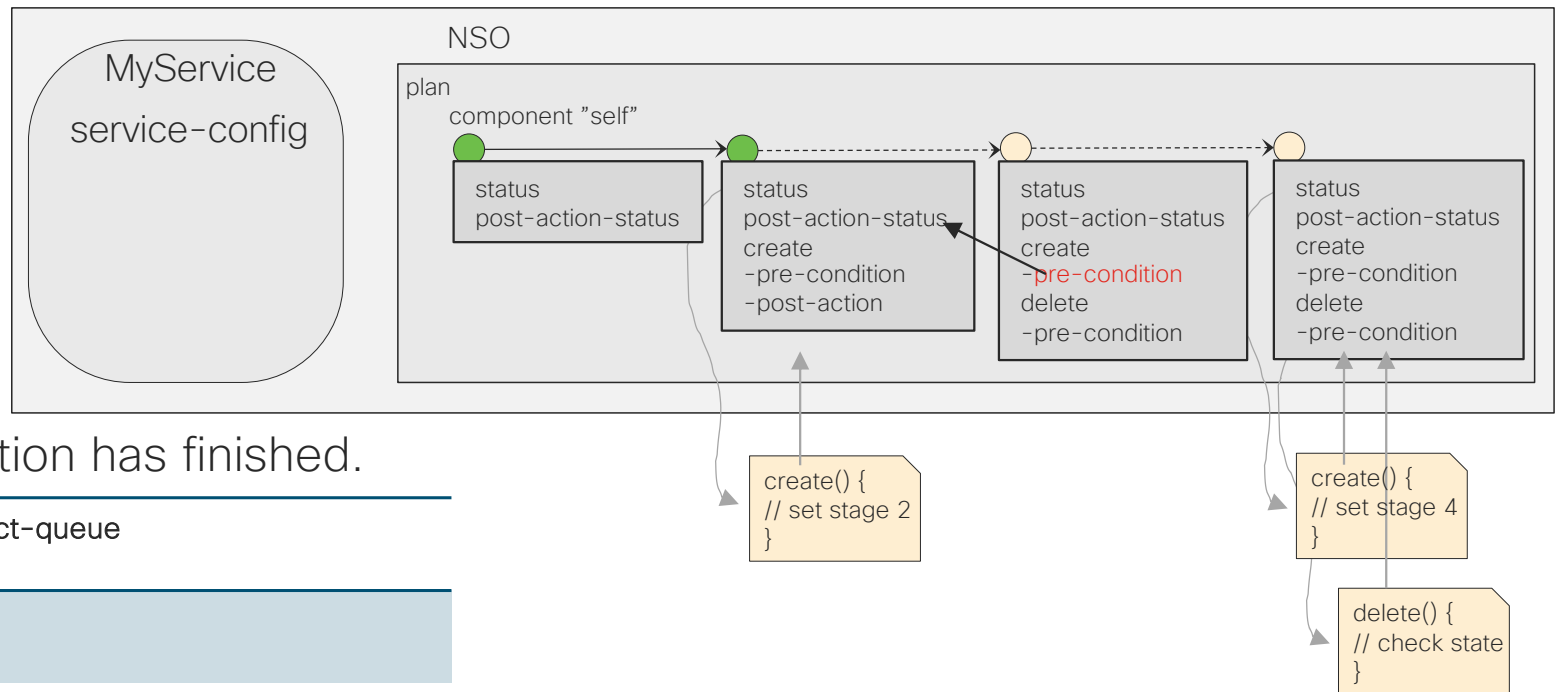 NSO
MyService
service-config
plan
component ”self”
status
post-action-status
status
post-action-status
create
-pre-condition
-post-action
status
post-action-status
create
-pre-condition
delete
-pre-condition
status
post-action-status
create
-pre-condition
delete
-pre-condition
tion has finished.
ct-queue
create() {
// set stage 2
}
create() {
// set stage 4
}
delete() {
// check state
}